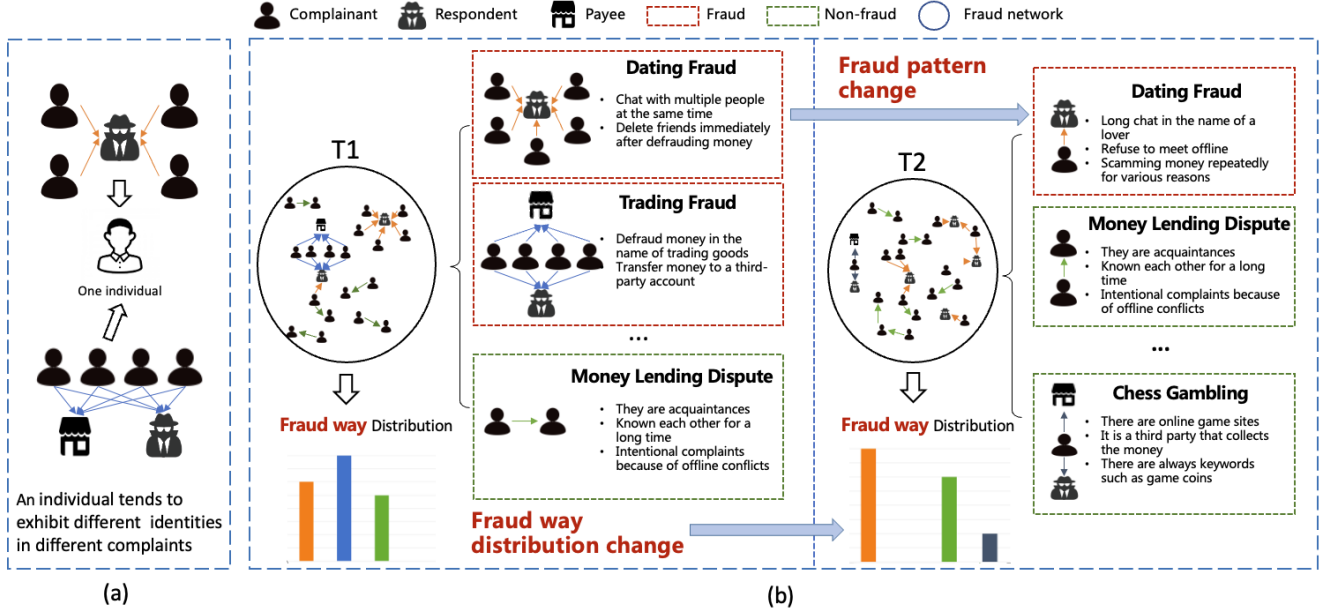 Complainant
Respondent
Payee
Fraud
Non-fraud
Fraud network
One individual
An individual tends to
exhibit different identities
in different complaints
(a)
T1
Fraud way Distribution
Dating Fraud
• Chat with multiple people
at the same time
• Delete friends immediately
after defrauding money
Trading Fraud
• Defraud money in the
name of trading goods
Transfer money to a third-
party account
...
Money Lending Dispute
• They are acquaintances
• Known each other for a
long time
• Intentional complaints
because of offline conflicts
Fraud way
distribution change
Fraud pattern
change
T2
Fraud way Distribution
Dating Fraud
• Long chat in the name of a
lover
• Refuse to meet offline
• Scamming money repeatedly
for various reasons
Money Lending Dispute
• They are acquaintances
• Known each other for a long
time
• Intentional complaints because
of offline conflicts
...
Chess Gambling
• There are online game sites
• It is a third party that collects
the money
• There are always keywords
such as game coins
(b)